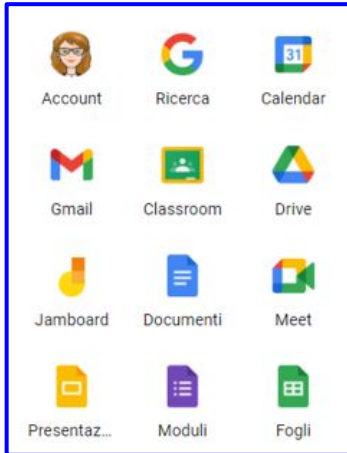 Account Ricerca Calendar
31
Gmail Classroom Drive
Jamboard Documenti Meet
Presentaz... Moduli Fogli